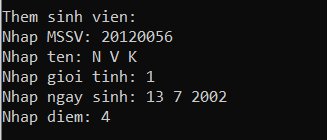 Them sinh vien:
Nhap MSSV: 20120056
Nhap ten: N V K
Nhap gioi tinh: 1
Nhap ngay sinh: 13 7 2002
Nhap diem: 4